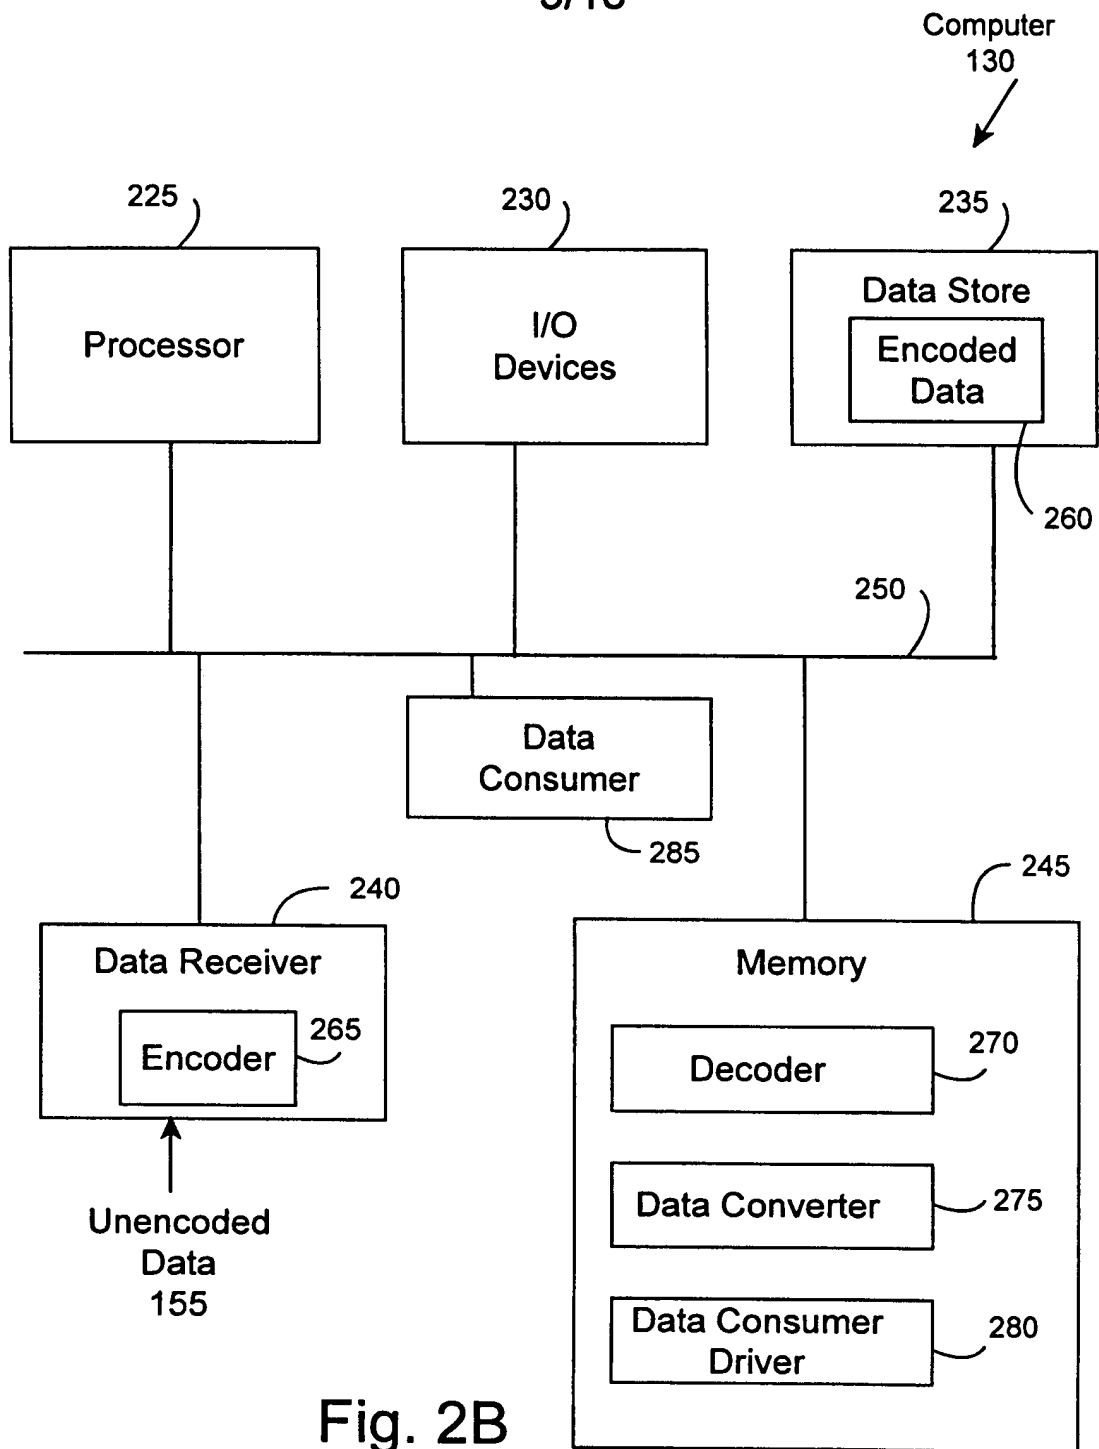 Computer
130
225
230
235
Processor
I/O
Devices
Data Store
Encoded
Data
260
250
Data
Consumer
285
240
245
Data Receiver
Encoder
265
Memory
Decoder
270
Data Converter
275
Data Consumer
Driver
280
Unencoded
Data
155
Fig. 2B